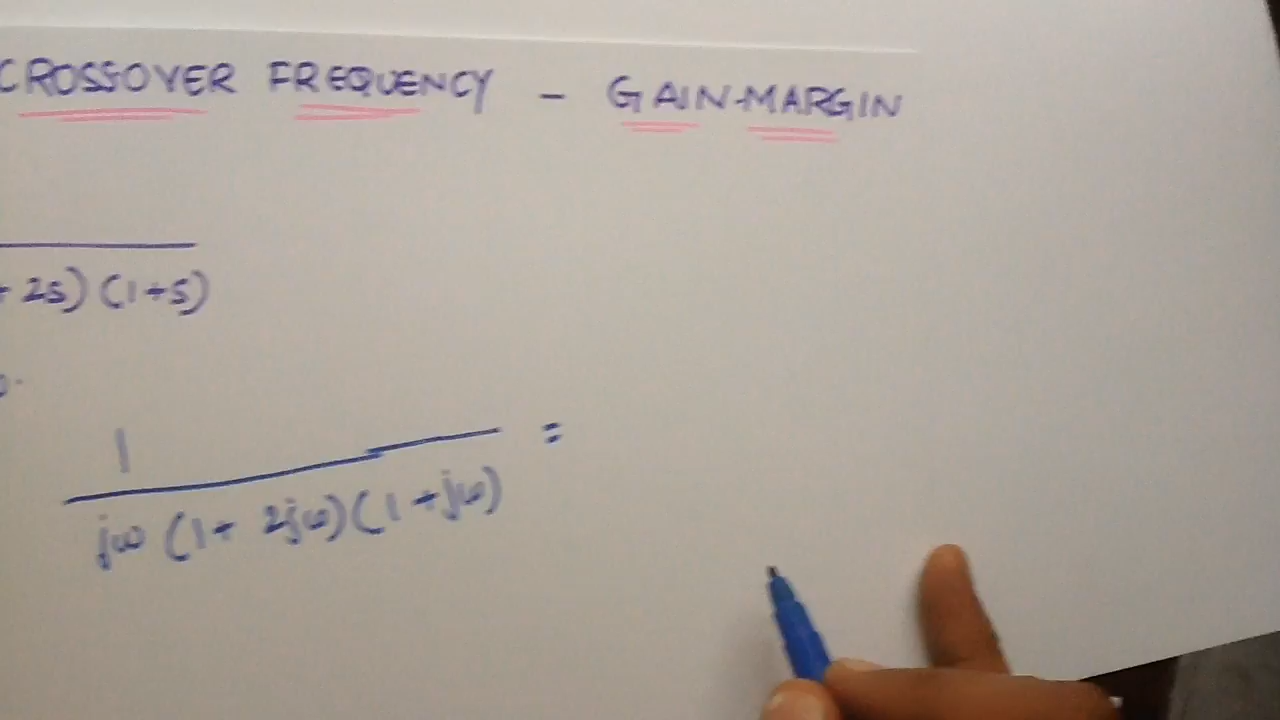 CROSSOVER FREQUENCY - GAIN-MARGIN
+ 2s) (1+s)
1
=
jω (1+ 2jω)(1+jω)